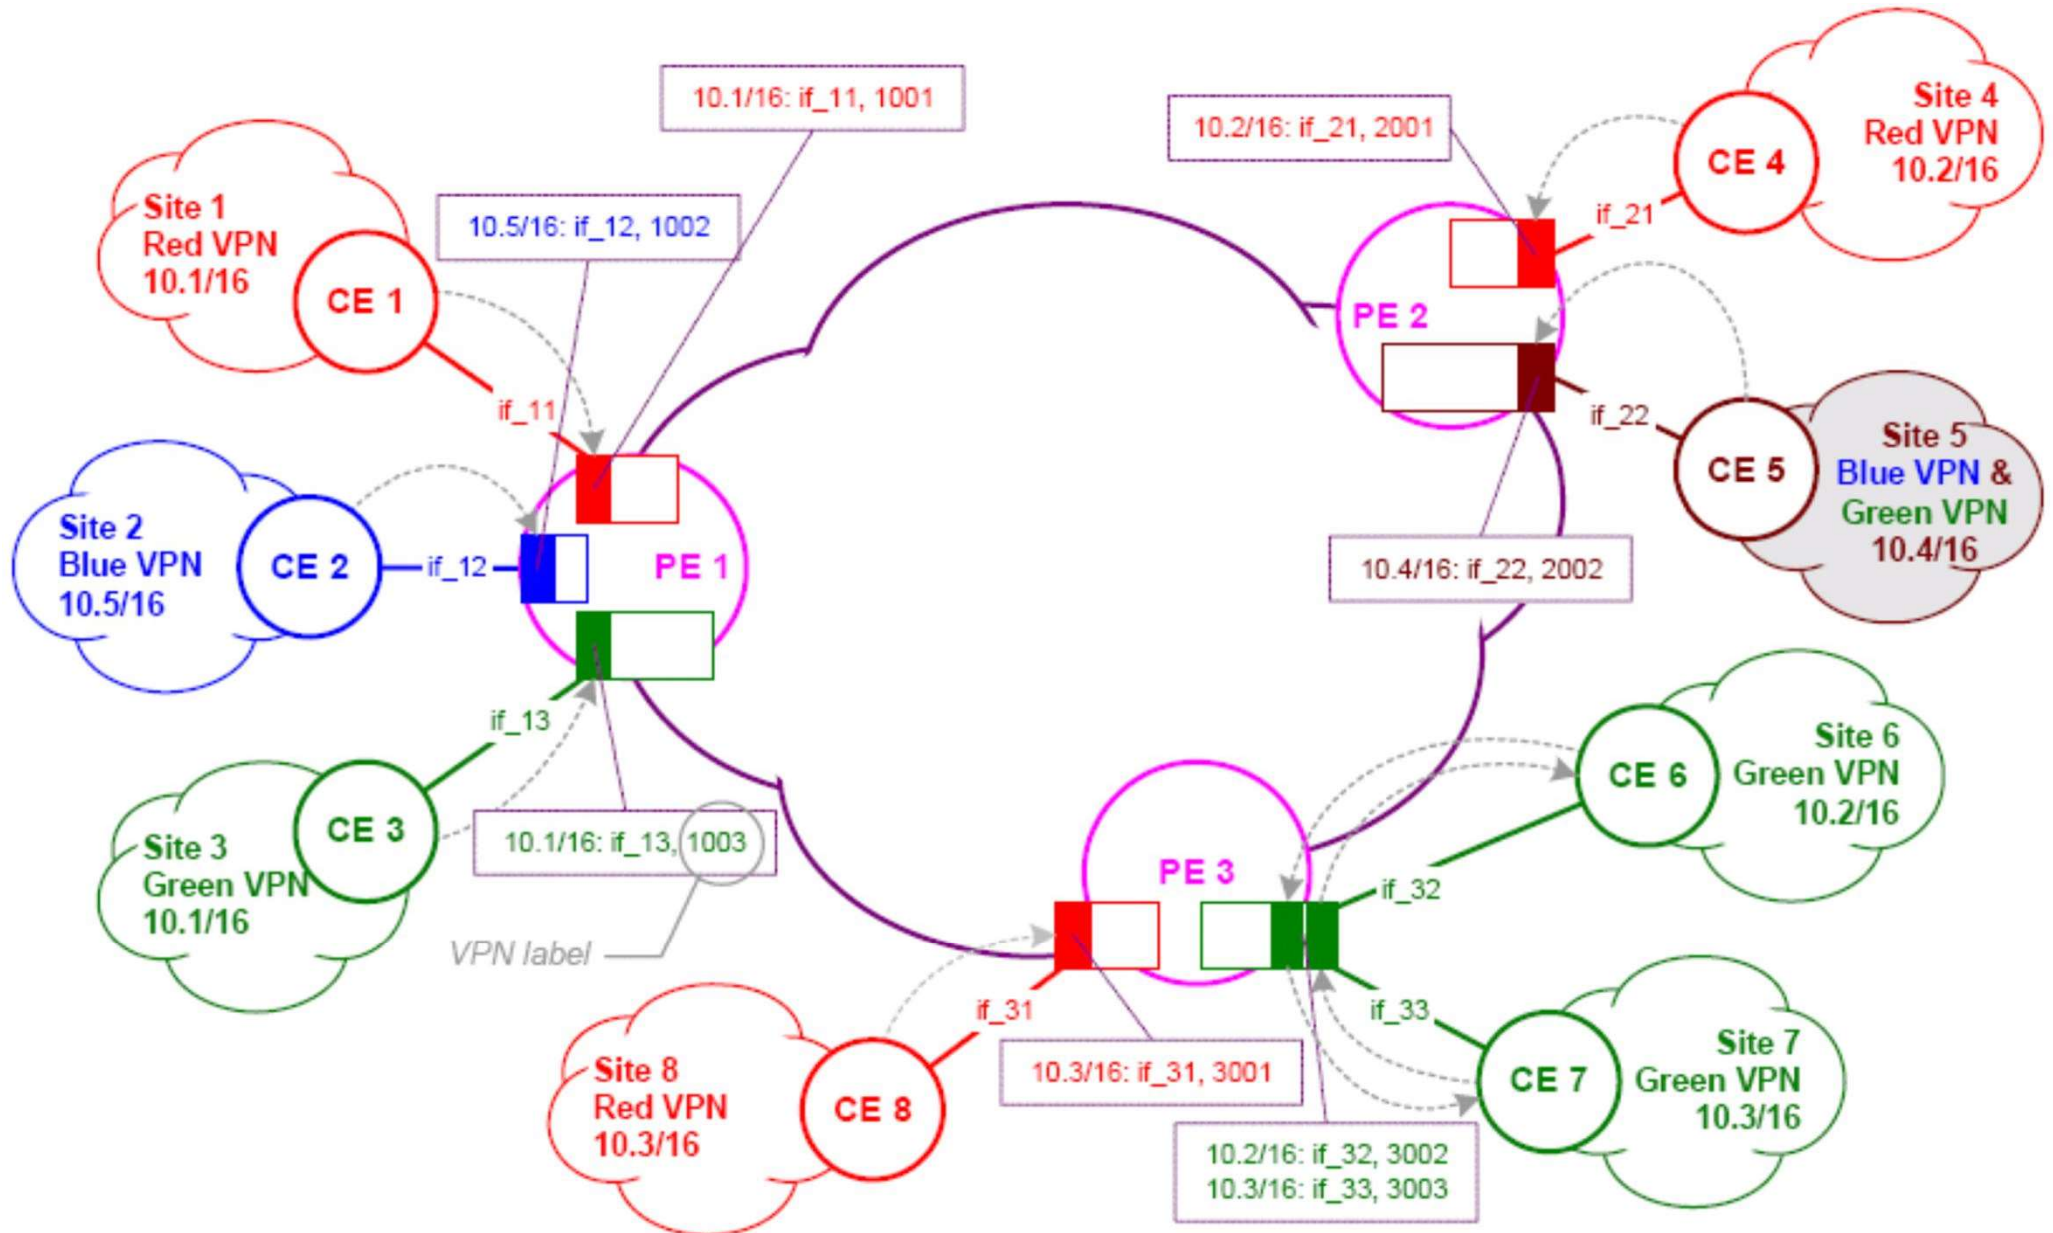 10.1/16: if_11, 1001
10.2/16: if_21, 2001
Site 4
Red VPN
10.2/16
CE 4
if_21
Site 1
Red VPN
10.1/16
CE 1
10.5/16: if_12, 1002
if_11
PE 2
if_22
CE 5
Site 5
Blue VPN &
Green VPN
10.4/16
Site 2
Blue VPN
10.5/16
CE 2
if_12
PE 1
10.4/16: if_22, 2002
if_13
Site 3
Green VPN
10.1/16
CE 3
10.1/16: if_13, 1003
VPN label
PE 3
CE 6
Site 6
Green VPN
10.2/16
if_32
if_33
if_31
Site 8
Red VPN
10.3/16
CE 8
10.3/16: if_31, 3001
CE 7
Site 7
Green VPN
10.3/16
10.2/16: if_32, 3002
10.3/16: if_33, 3003